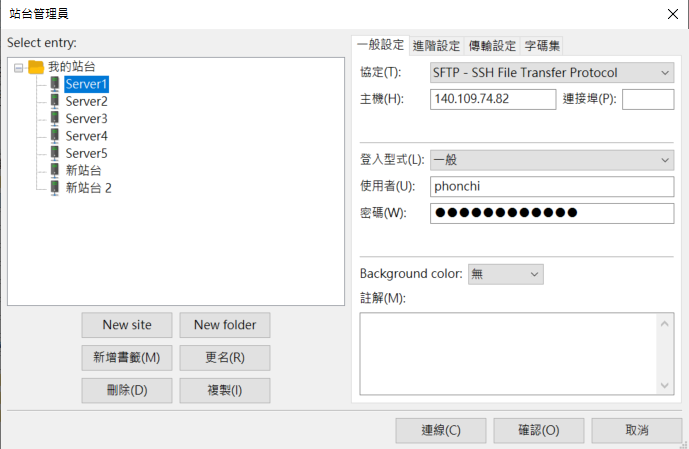 站台管理員
Select entry:
我的站台
Server1
Server2
Server3
Server4
Server5
新站台
新站台 2
New site
New folder
新增書籤(M)
更名(R)
刪除(D)
複製(I)
一般設定 進階設定 傳輸設定 字碼集
協定(T): SFTP - SSH File Transfer Protocol
主機(H): 140.109.74.82 連接埠(P):
登入型式(L): 一般
使用者(U): phonchi
密碼(W): ●●●●●●●●●●●●
Background color: 無
註解(M):
連線(C) 確認(O) 取消